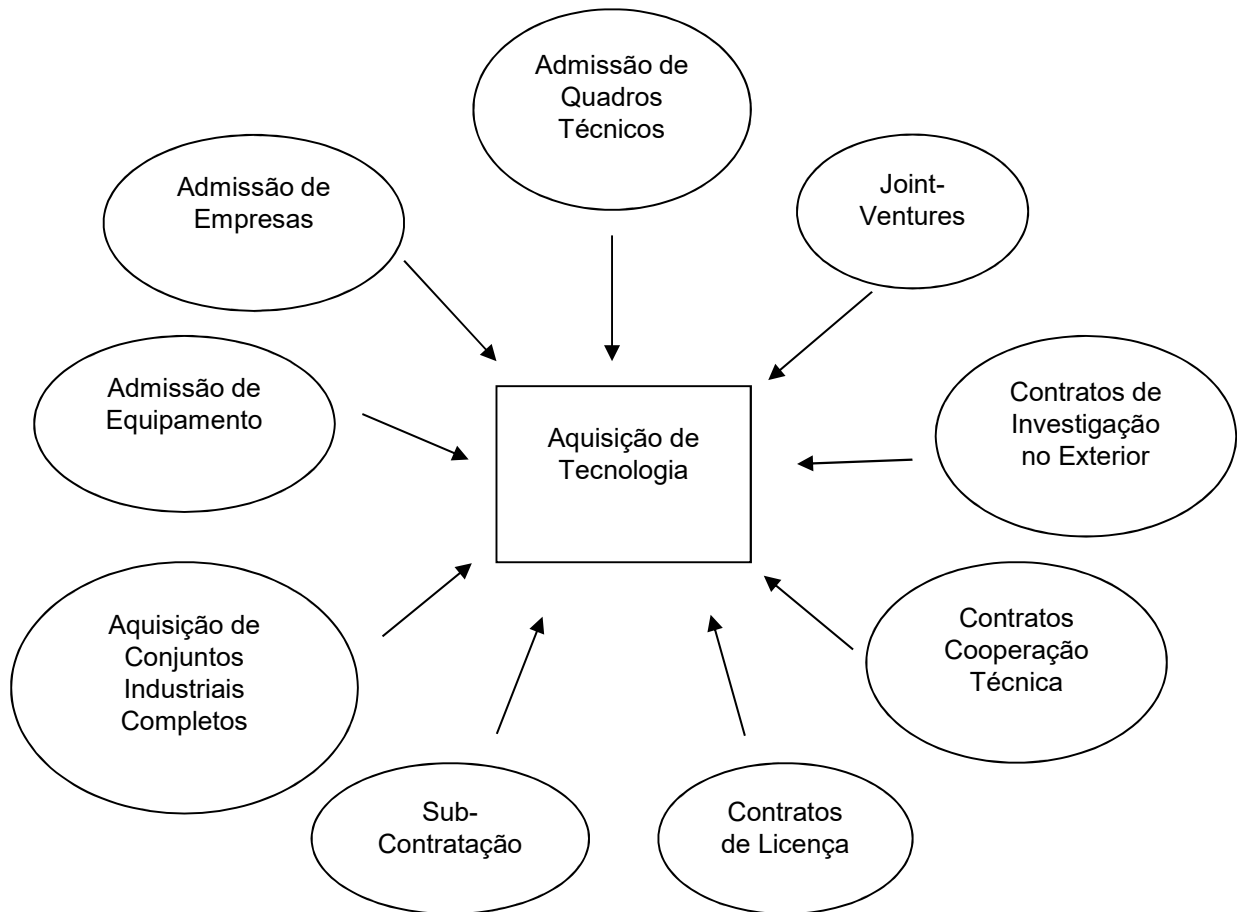 Admissão de
Quadros
Técnicos
Admissão de
Empresas
Joint-
Ventures
Admissão de
Equipamento
Contratos de
Investigação
no Exterior
Aquisição de
Tecnologia
Aquisição de
Conjuntos
Industriais
Completos
Contratos
Cooperação
Técnica
Sub-
Contratação
Contratos
de Licença